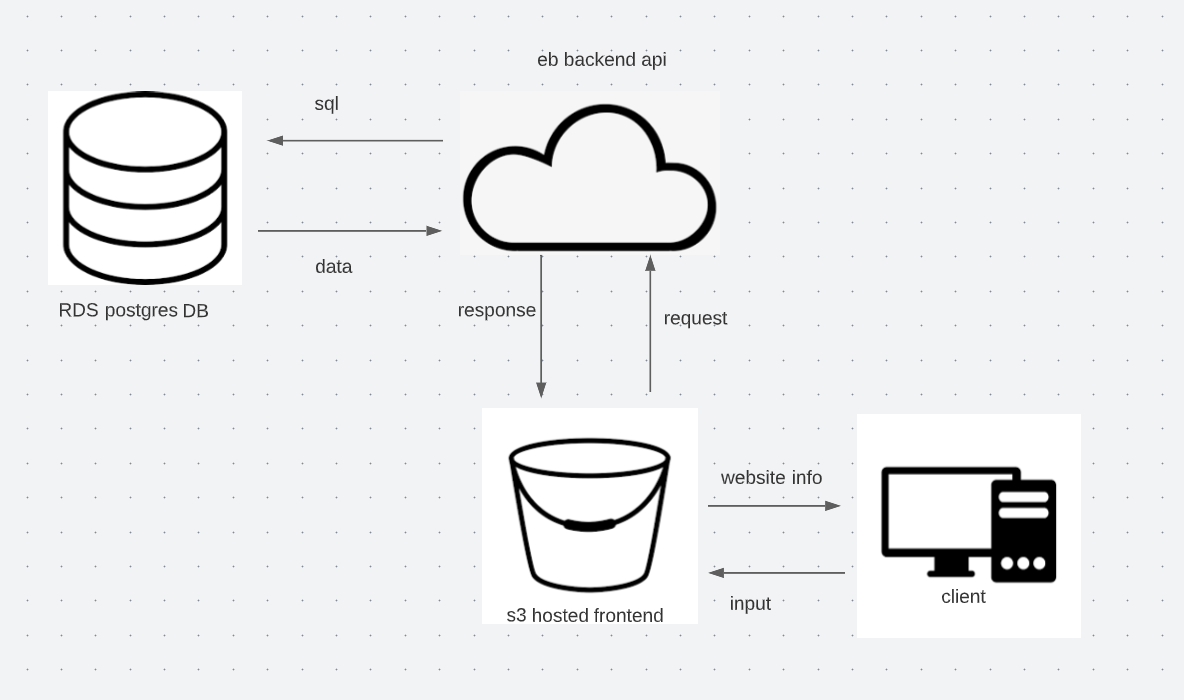 eb backend api
sql
data
RDS postgres DB
response
request
website info
input
s3 hosted frontend
client